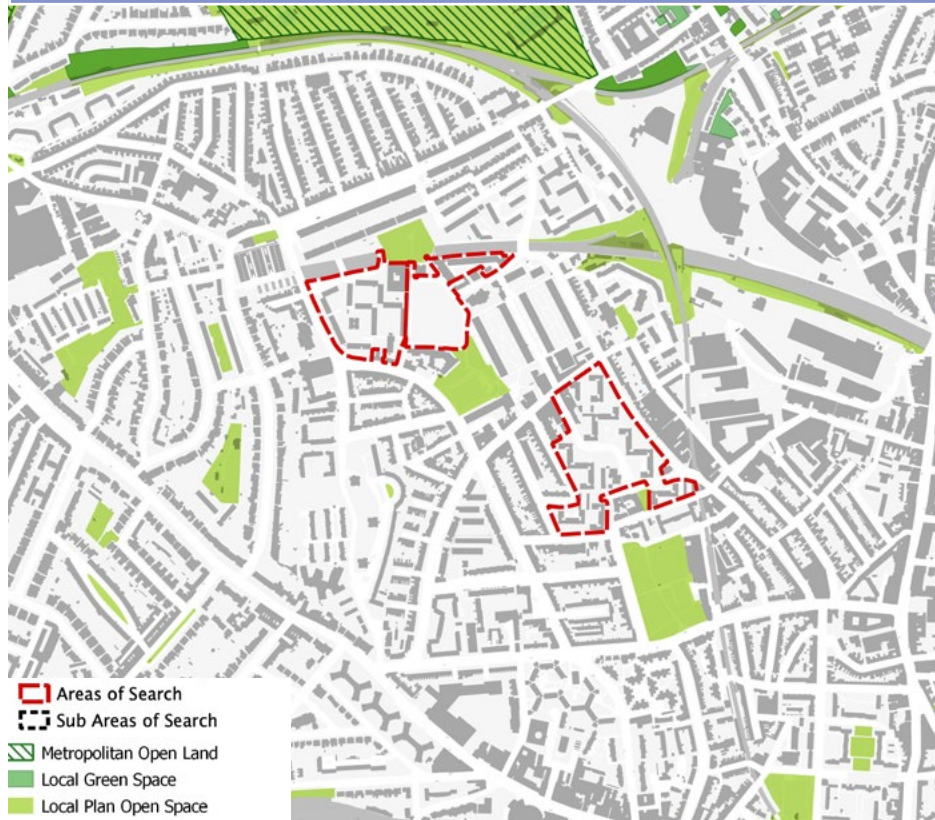 Areas of Search
Sub Areas of Search
Metropolitan Open Land
Local Green Space
Local Plan Open Space